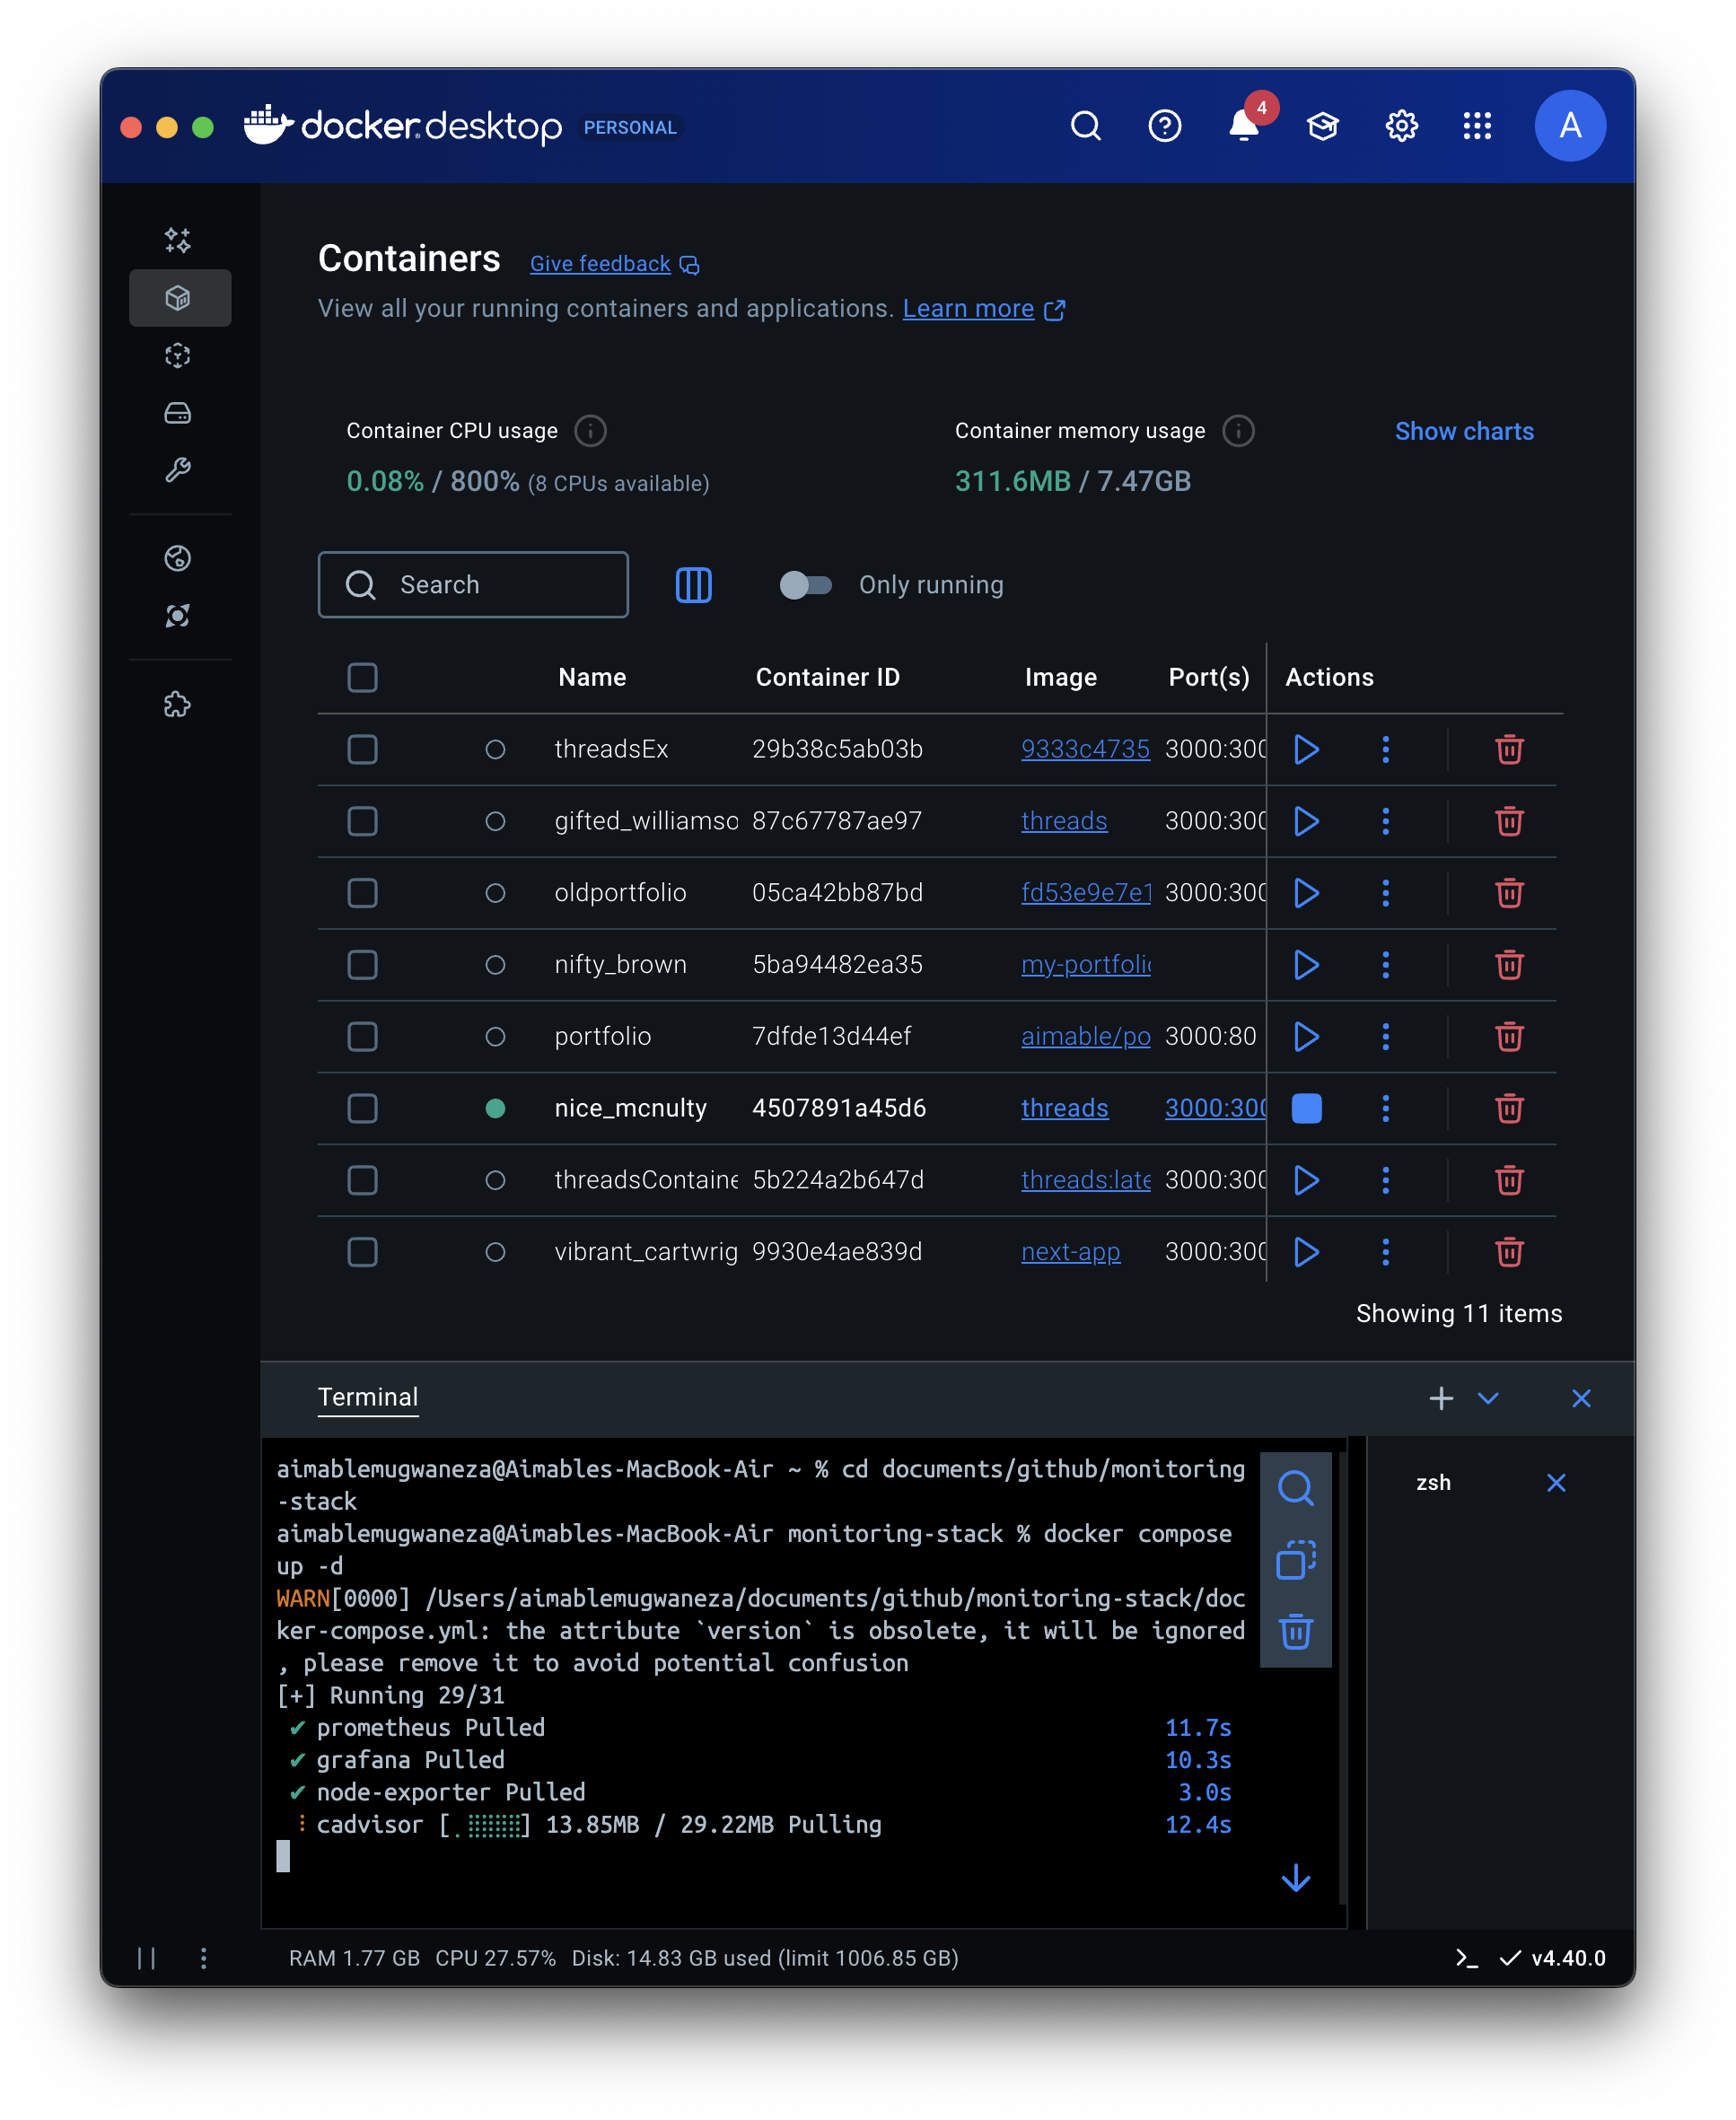 docker.desktop PERSONAL 4 A
Containers Give feedback
View all your running containers and applications. Learn more
Container CPU usage Container memory usage Show charts
0.08% / 800% (8 CPUs available) 311.6MB / 7.47GB
Search Only running
Name Container ID Image Port(s) Actions
threadsEx 29b38c5ab03b 9333c4735 3000:300
gifted_williamso 87c67787ae97 threads 3000:300
oldportfolio 05ca42bb87bd fd53e9e7e1 3000:300
nifty_brown 5ba94482ea35 my-portfolio
portfolio 7dfde13d44ef aimable/po 3000:80
nice_mcnulty 4507891a45d6 threads 3000:300
threadsContaine 5b224a2b647d threads:late 3000:300
vibrant_cartwrig 9930e4ae839d next-app 3000:300
Showing 11 items
Terminal
aimablemugwaneza@Aimables-MacBook-Air ~ % cd documents/github/monitoring
-stack
zsh
aimablemugwaneza@Aimables-MacBook-Air monitoring-stack % docker compose
up -d
WARN[0000] /Users/aimablemugwaneza/documents/github/monitoring-stack/doc
ker-compose.yml: the attribute `version` is obsolete, it will be ignored
, please remove it to avoid potential confusion
[+] Running 29/31
✔ prometheus Pulled 11.7s
✔ grafana Pulled 10.3s
✔ node-exporter Pulled 3.0s
⠸ cadvisor [⡀⣿⣿⣿⣿] 13.85MB / 29.22MB Pulling 12.4s
RAM 1.77 GB CPU 27.57% Disk: 14.83 GB used (limit 1006.85 GB) v4.40.0